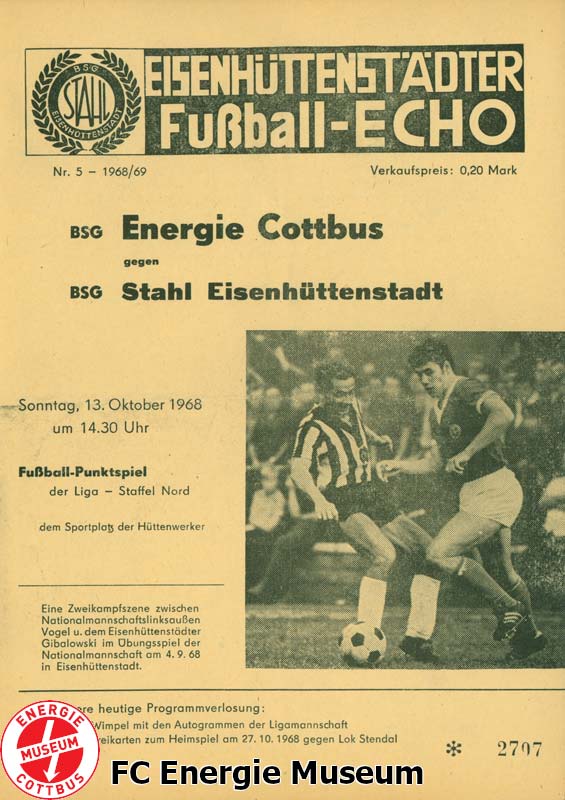 BSG
STAHL
EISENHÜTTENSTADT
EISENHÜTTENSTÄDTER
Fußball-ECHO
Nr. 5 – 1968/69
Verkaufspreis: 0,20 Mark
BSG Energie Cottbus
gegen
BSG Stahl Eisenhüttenstadt
Sonntag, 13. Oktober 1968
um 14.30 Uhr
Fußball-Punktspiel
der Liga – Staffel Nord
dem Sportplatz der Hüttenwerker
Eine Zweikampfszene zwischen
Nationalmannschaftslinksaußen
Vogel u. dem Eisenhüttenstädter
Gibalowski im Übungsspiel der
Nationalmannschaft am 4. 9. 68
in Eisenhüttenstadt.
heutige Programmverlosung:
Wimpel mit den Autogrammen der Ligamannschaft
zum Heimspiel am 27. 10. 1968 gegen Lok Stendal
* 2707
ENERGIE
MUSEUM
COTTBUS
FC Energie Museum